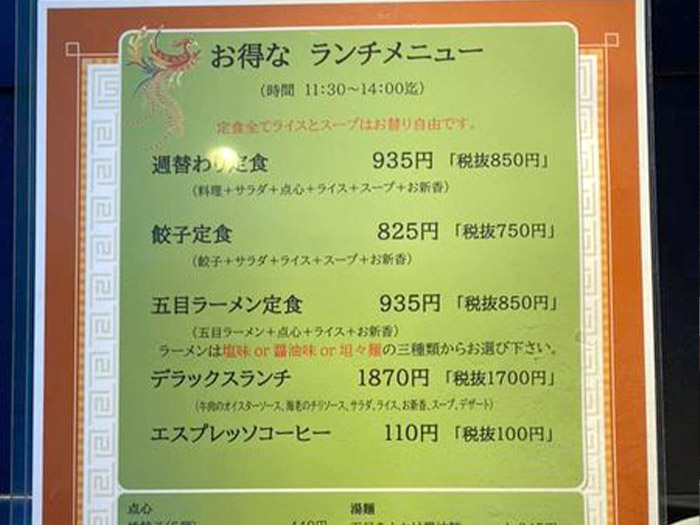 お得な ランチメニュー
(時間 11:30～14:00迄)
定食全てライスとスープはお替り自由です。
週替わり定食 935円 「税抜850円」
(料理＋サラダ＋点心＋ライス＋スープ＋お新香)
餃子定食 825円 「税抜750円」
(餃子＋サラダ＋ライス＋スープ＋お新香)
五目ラーメン定食 935円 「税抜850円」
(五目ラーメン＋点心＋ライス＋お新香)
ラーメンは塩味 or 醤油味 or 坦々麺の三種類からお選び下さい。
デラックスランチ 1870円 「税抜1700円」
(牛肉のオイスターソース、海老のチリソース、サラダ、ライス、お新香、スープ、デザート)
エスプレッソコーヒー 110円 「税抜100円」
点心 湯麺